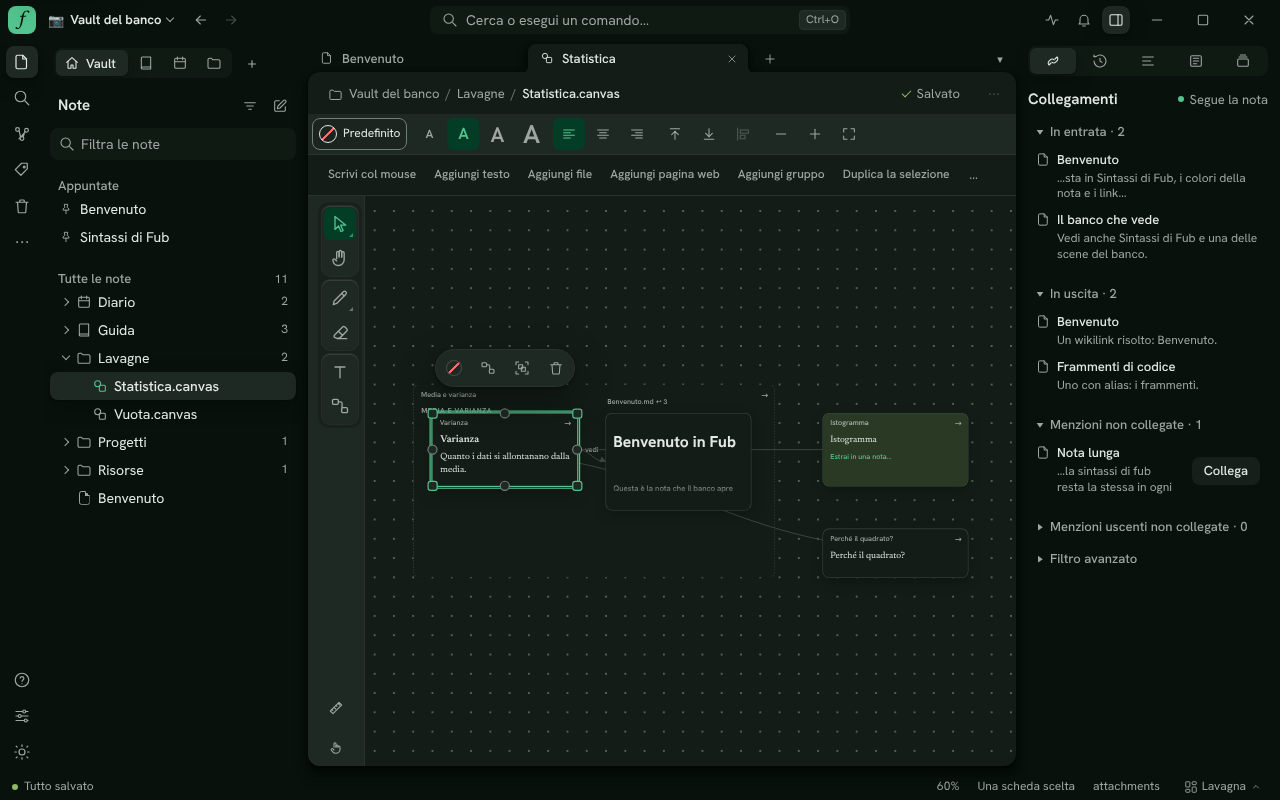 Vault del banco
Cerca o esegui un comando...
Ctrl+O
Vault
Benvenuto
Statistica
Note
Filtra le note
Appuntate
Benvenuto
Sintassi di Fub
Tutte le note 11
Diario 2
Guida 3
Lavagne 2
Statistica.canvas
Vuota.canvas
Progetti 1
Risorse 1
Benvenuto
Vault del banco / Lavagne / Statistica.canvas
Salvato
Predefinito A A A A
Scrivi col mouse Aggiungi testo Aggiungi file Aggiungi pagina web Aggiungi gruppo Duplica la selezione ...
Media e varianza
MEDIA E VARIANZA
Varianza
Varianza
Quanto i dati si allontanano dalla
media.
vedi
Benvenuto.md ↩ 3
Benvenuto in Fub
Questa è la nota che Il banco apre
Istogramma
Istogramma
Estrai in una nota...
Perché il quadrato?
Perché il quadrato?
Collegamenti
Segue la nota
In entrata · 2
Benvenuto
...sta in Sintassi di Fub, i colori della
nota e i link...
Il banco che vede
Vedi anche Sintassi di Fub e una delle
scene del banco.
In uscita · 2
Benvenuto
Un wikilink risolto: Benvenuto.
Frammenti di codice
Uno con alias: i frammenti.
Menzioni non collegate · 1
Nota lunga
...la sintassi di fub
resta la stessa in ogni
Collega
Menzioni uscenti non collegate · 0
Filtro avanzato
Tutto salvato
60% Una scheda scelta attachments Lavagna